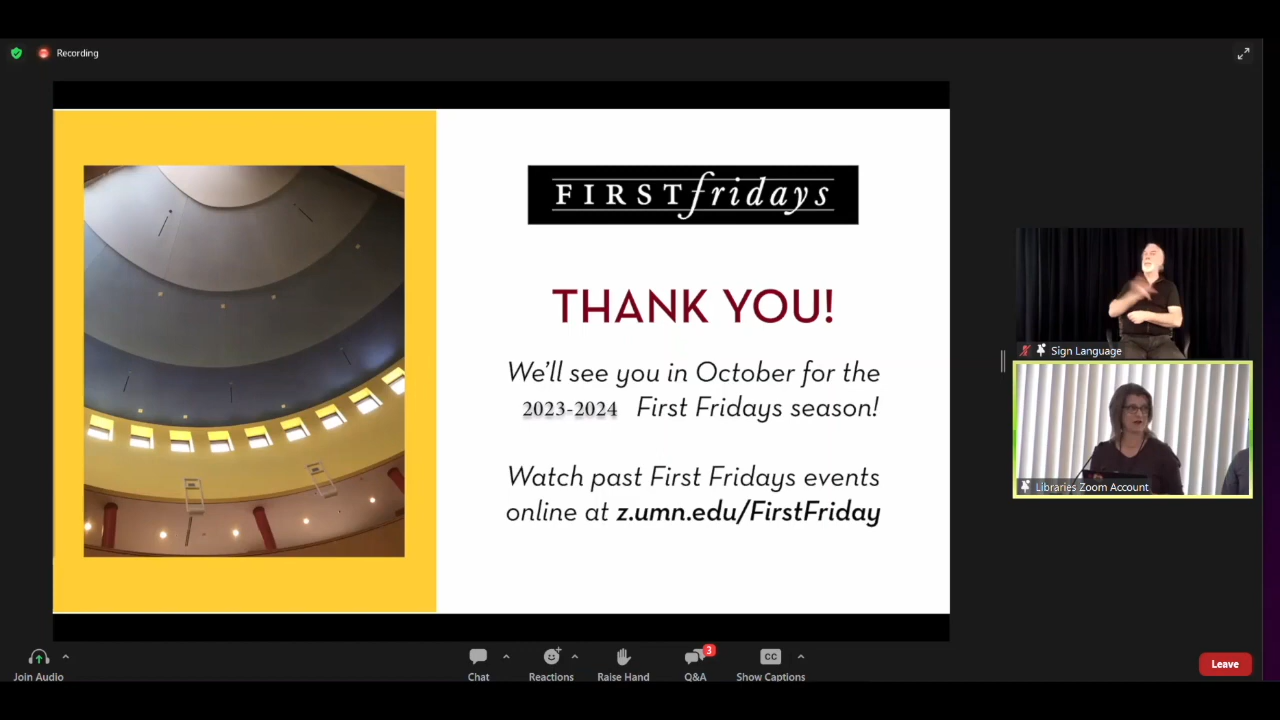 Recording
FIRST fridays
THANK YOU!
We'll see you in October for the
2023-2024 First Fridays season!
Watch past First Fridays events
online at z.umn.edu/FirstFriday
Sign Language
Libraries Zoom Account
Join Audio
Chat
Reactions
Raise Hand
3
Q&A
CC
Show Captions
Leave